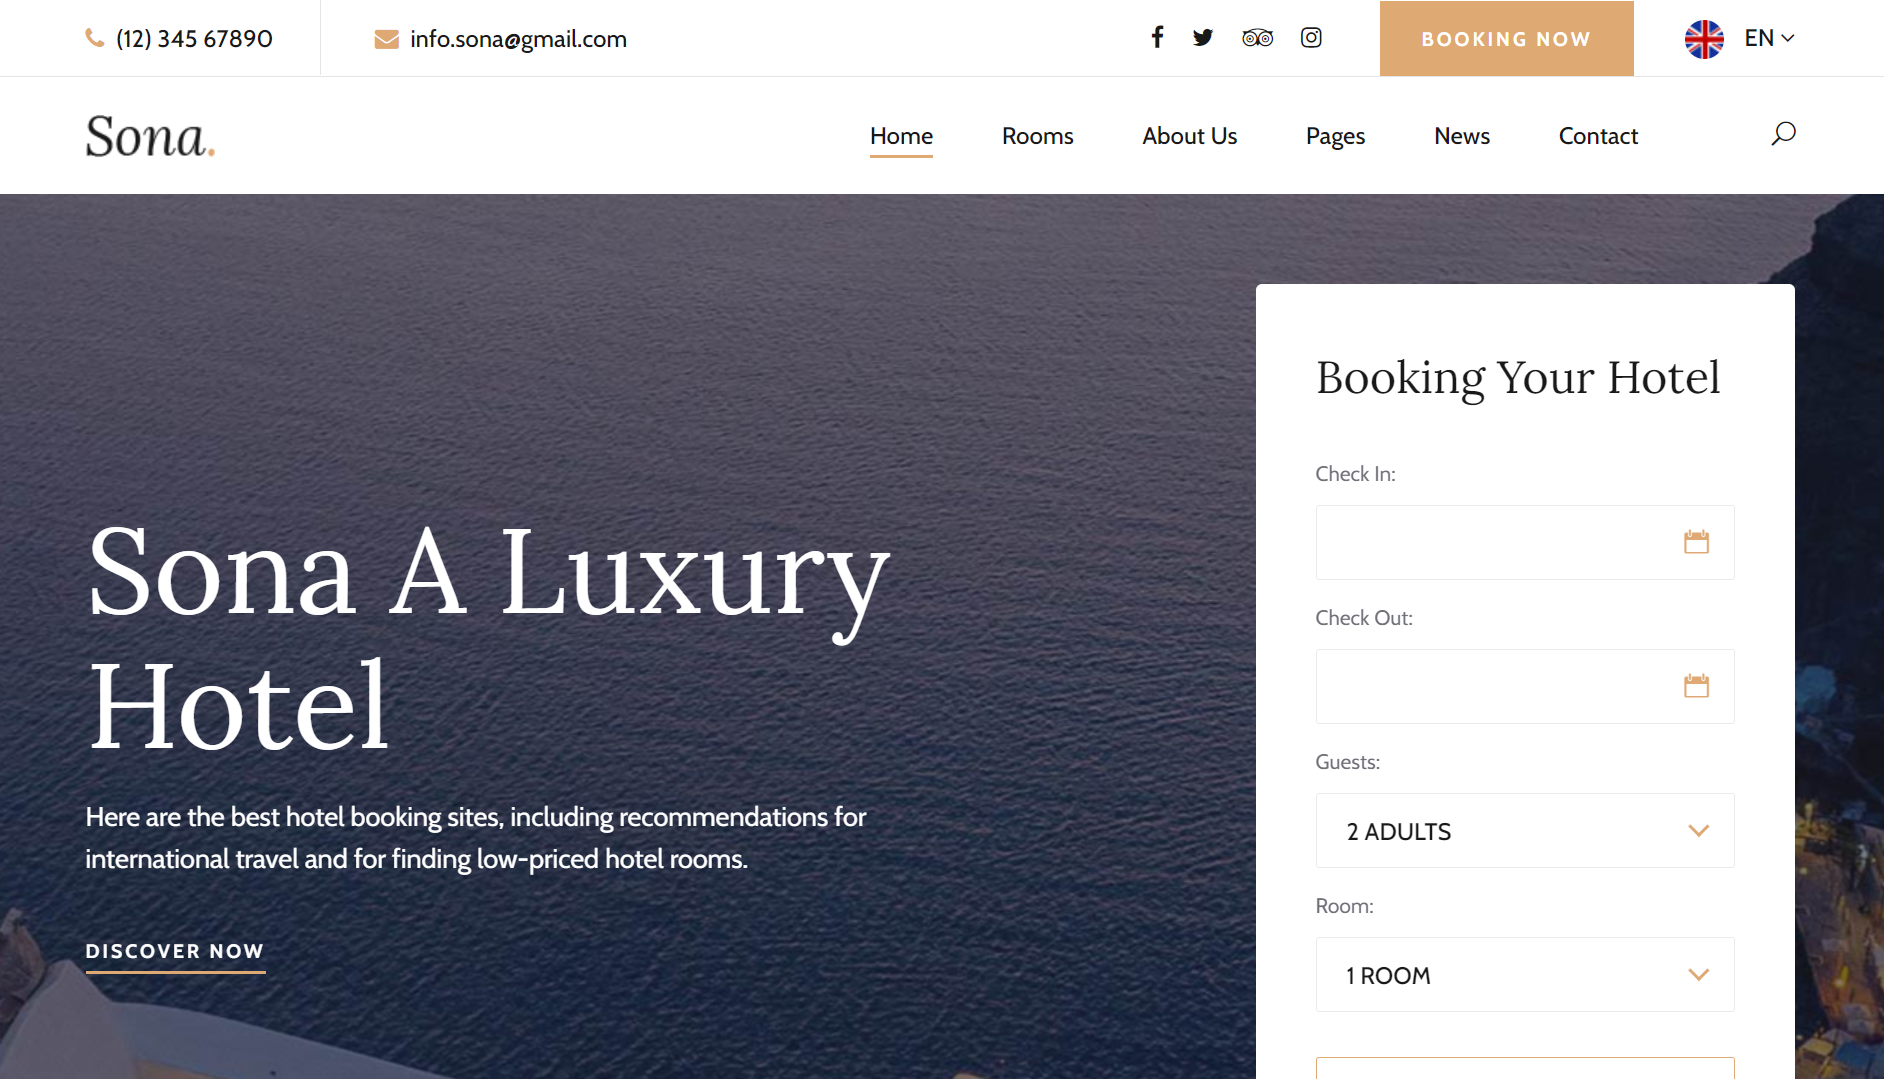 (12) 345 67890
info.sona@gmail.com
BOOKING NOW
EN
Sona.
Home
Rooms
About Us
Pages
News
Contact
Sona A Luxury
Hotel
Here are the best hotel booking sites, including recommendations for
international travel and for finding low-priced hotel rooms.
DISCOVER NOW
Booking Your Hotel
Check In:
Check Out:
Guests:
2 ADULTS
Room:
1 ROOM